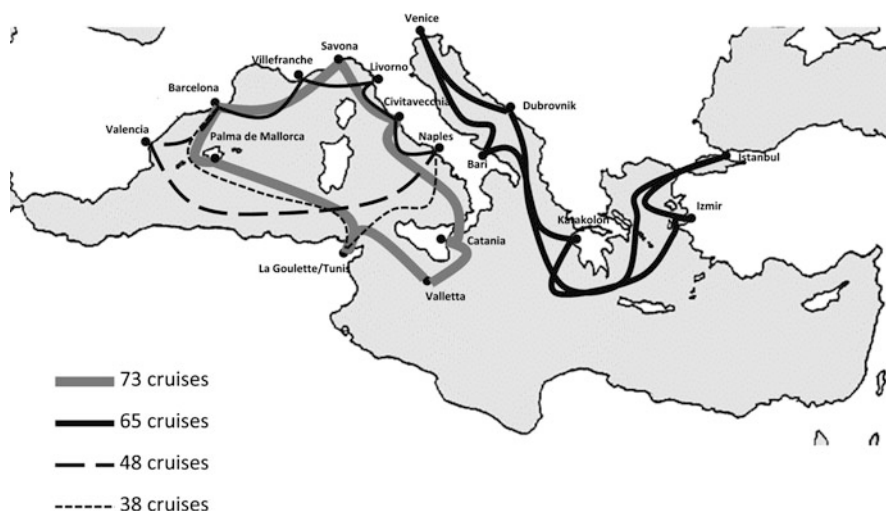 Venice
Savona
Villefranche
Livorno
Barcelona
Civitavecchia
Dubrovnik
Valencia
Palma de Mallorca
Naples
Bari
Istanbul
Izmir
Katakolon
Catania
La Goulette/Tunis
Valletta
73 cruises
65 cruises
48 cruises
38 cruises